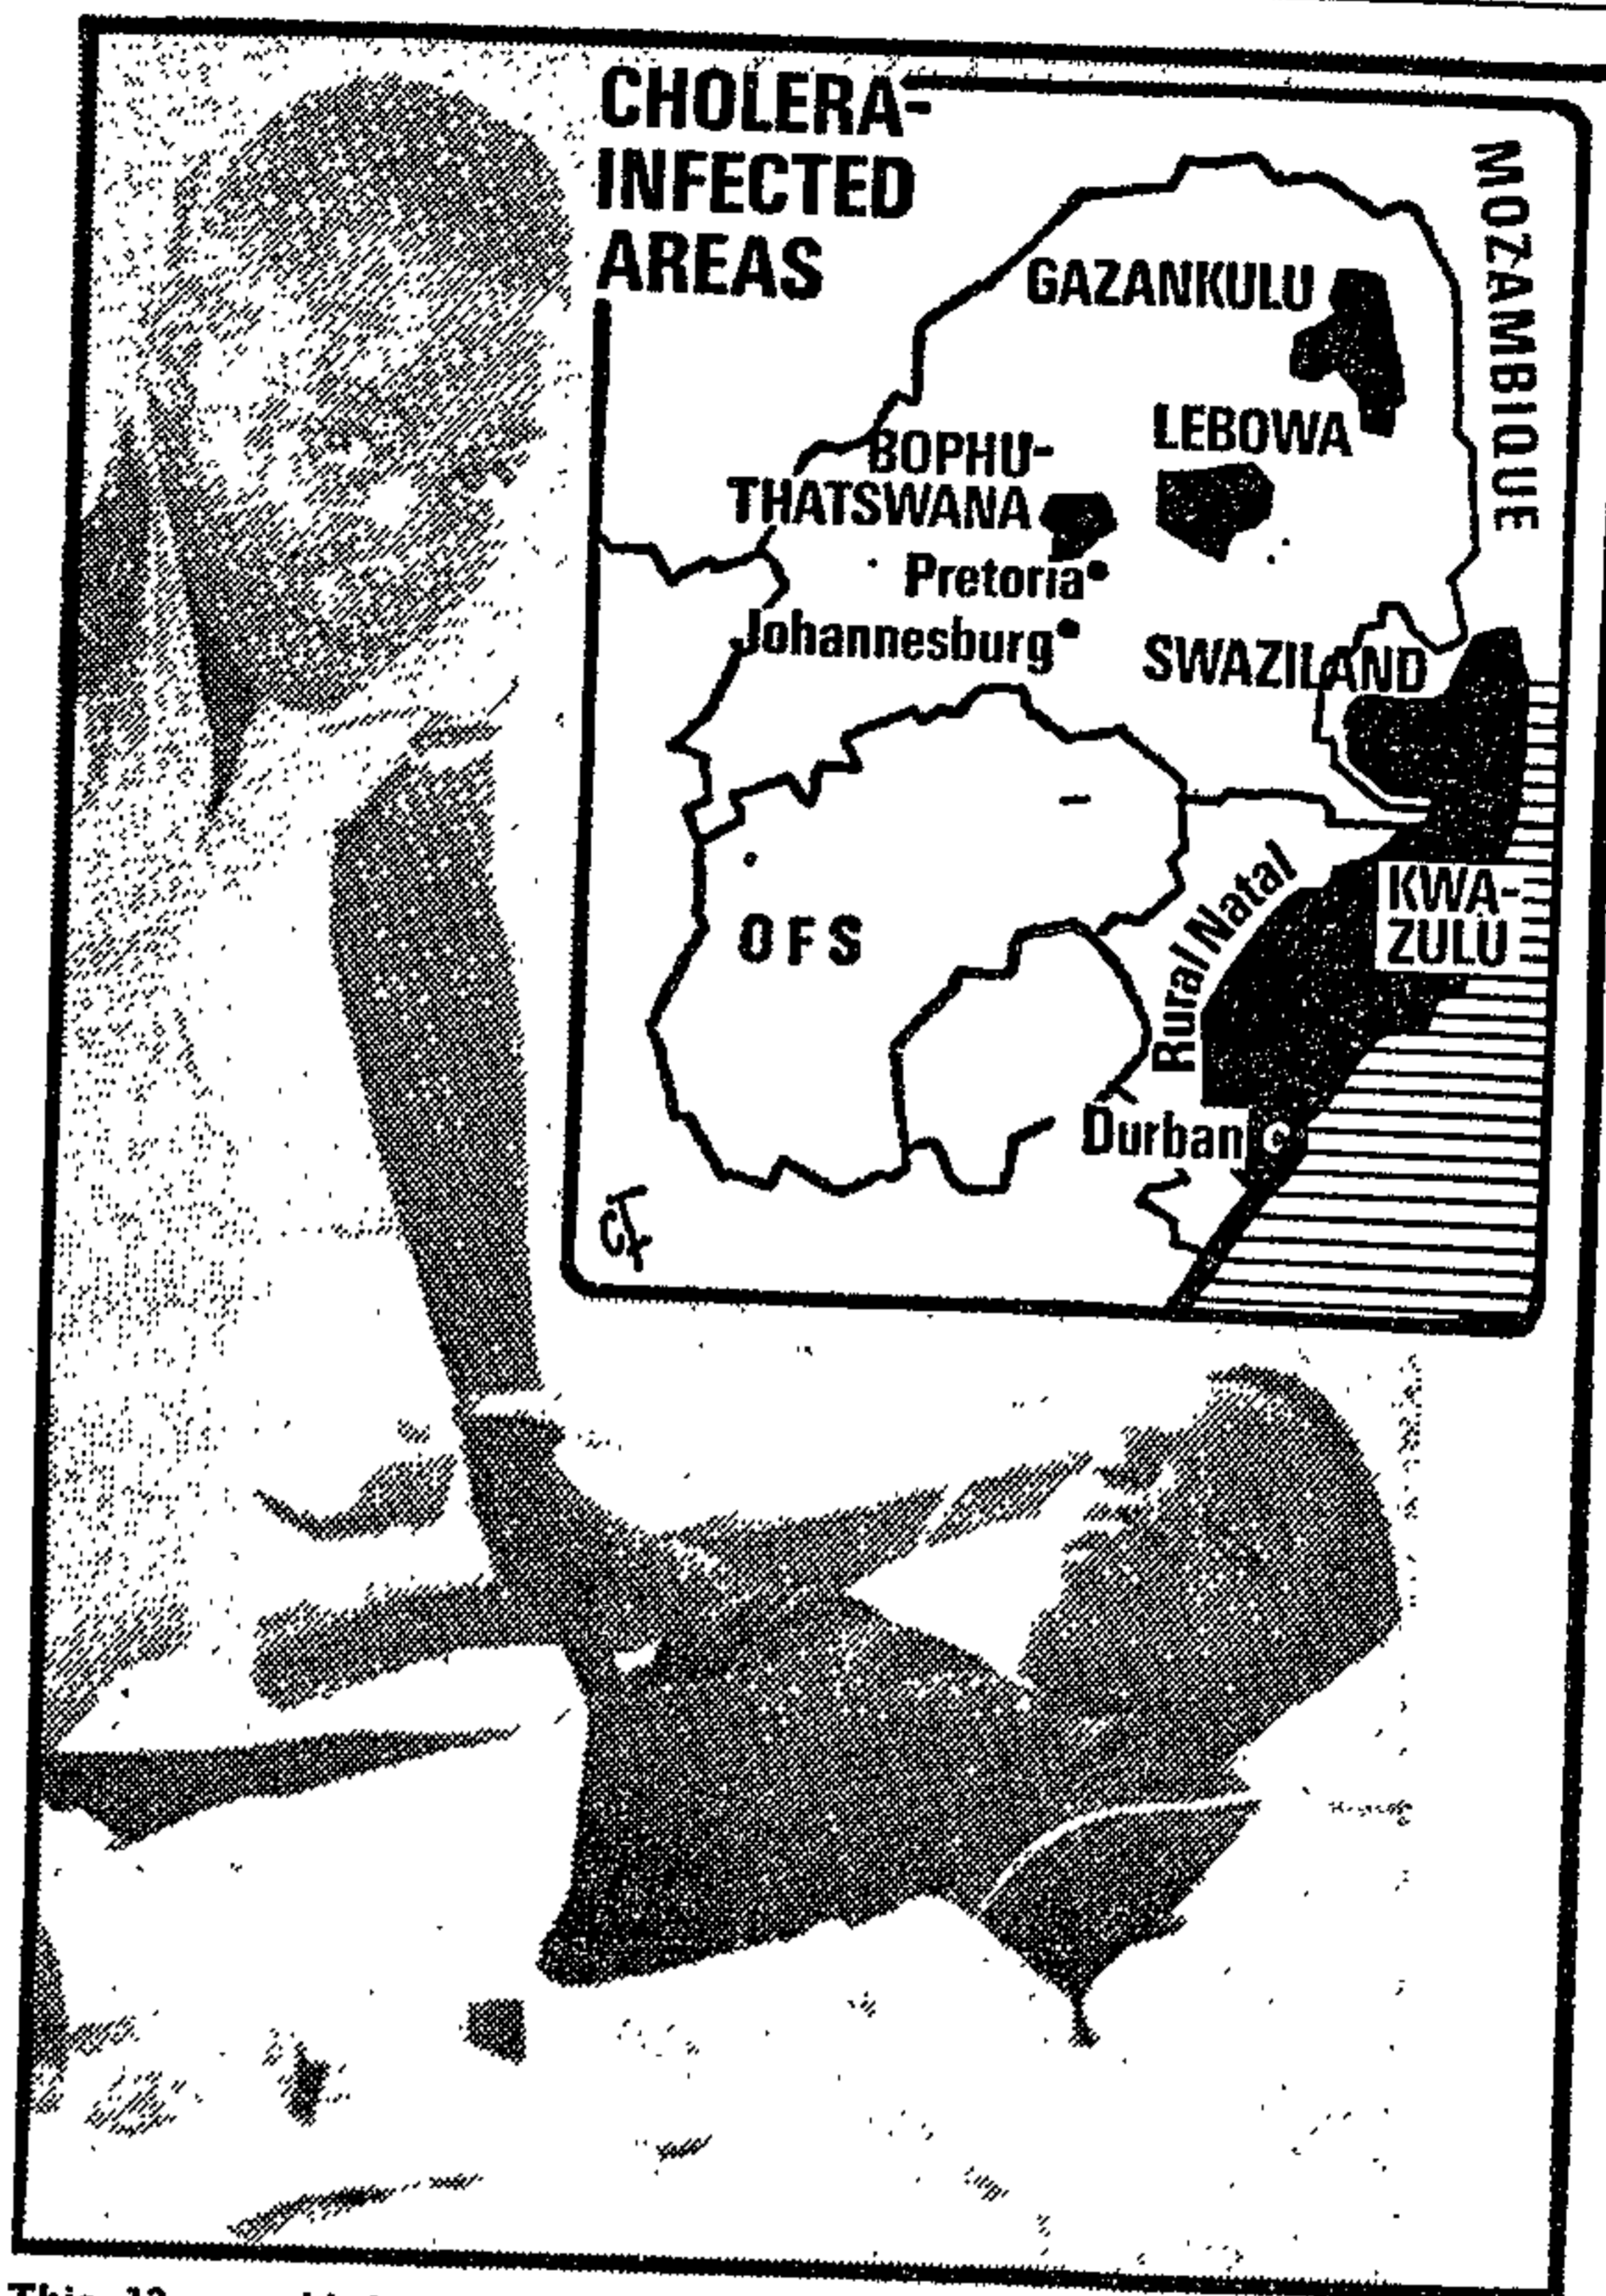 CHOLERA-
INFECTED
AREAS
MOZAMBIQUE
GAZANKULU
LEBOWA
BOPHU-
THATSWANA
Pretoria
Johannesburg
SWAZILAND
KWA-
ZULU
Rural Natal
OFS
Durban